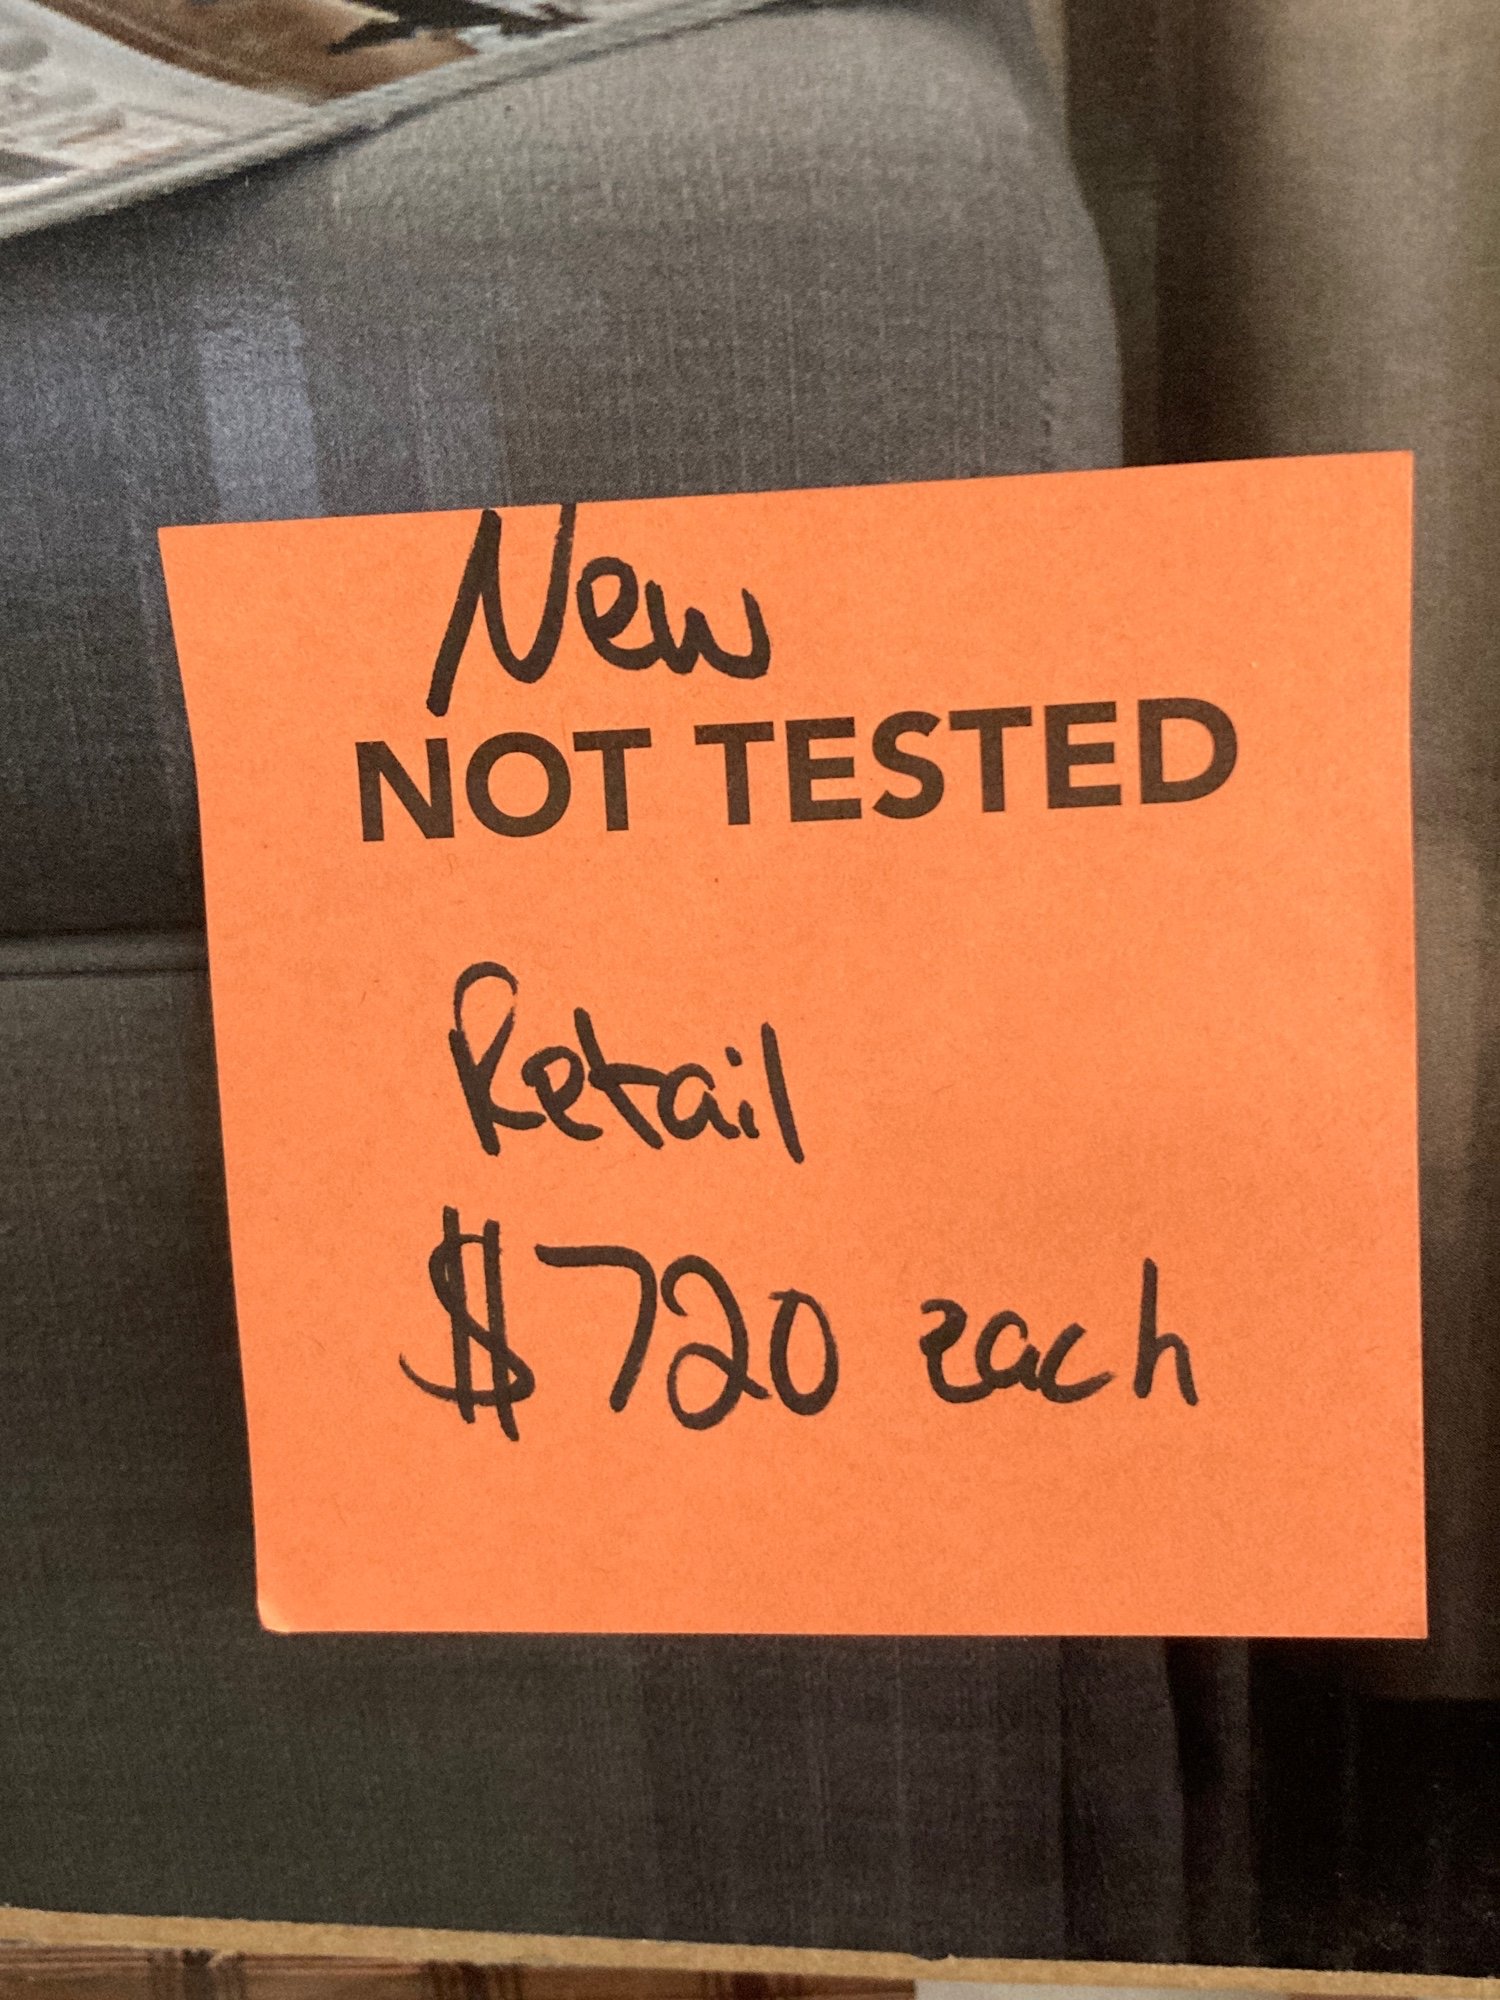 New
NOT TESTED
Retail
$720 each